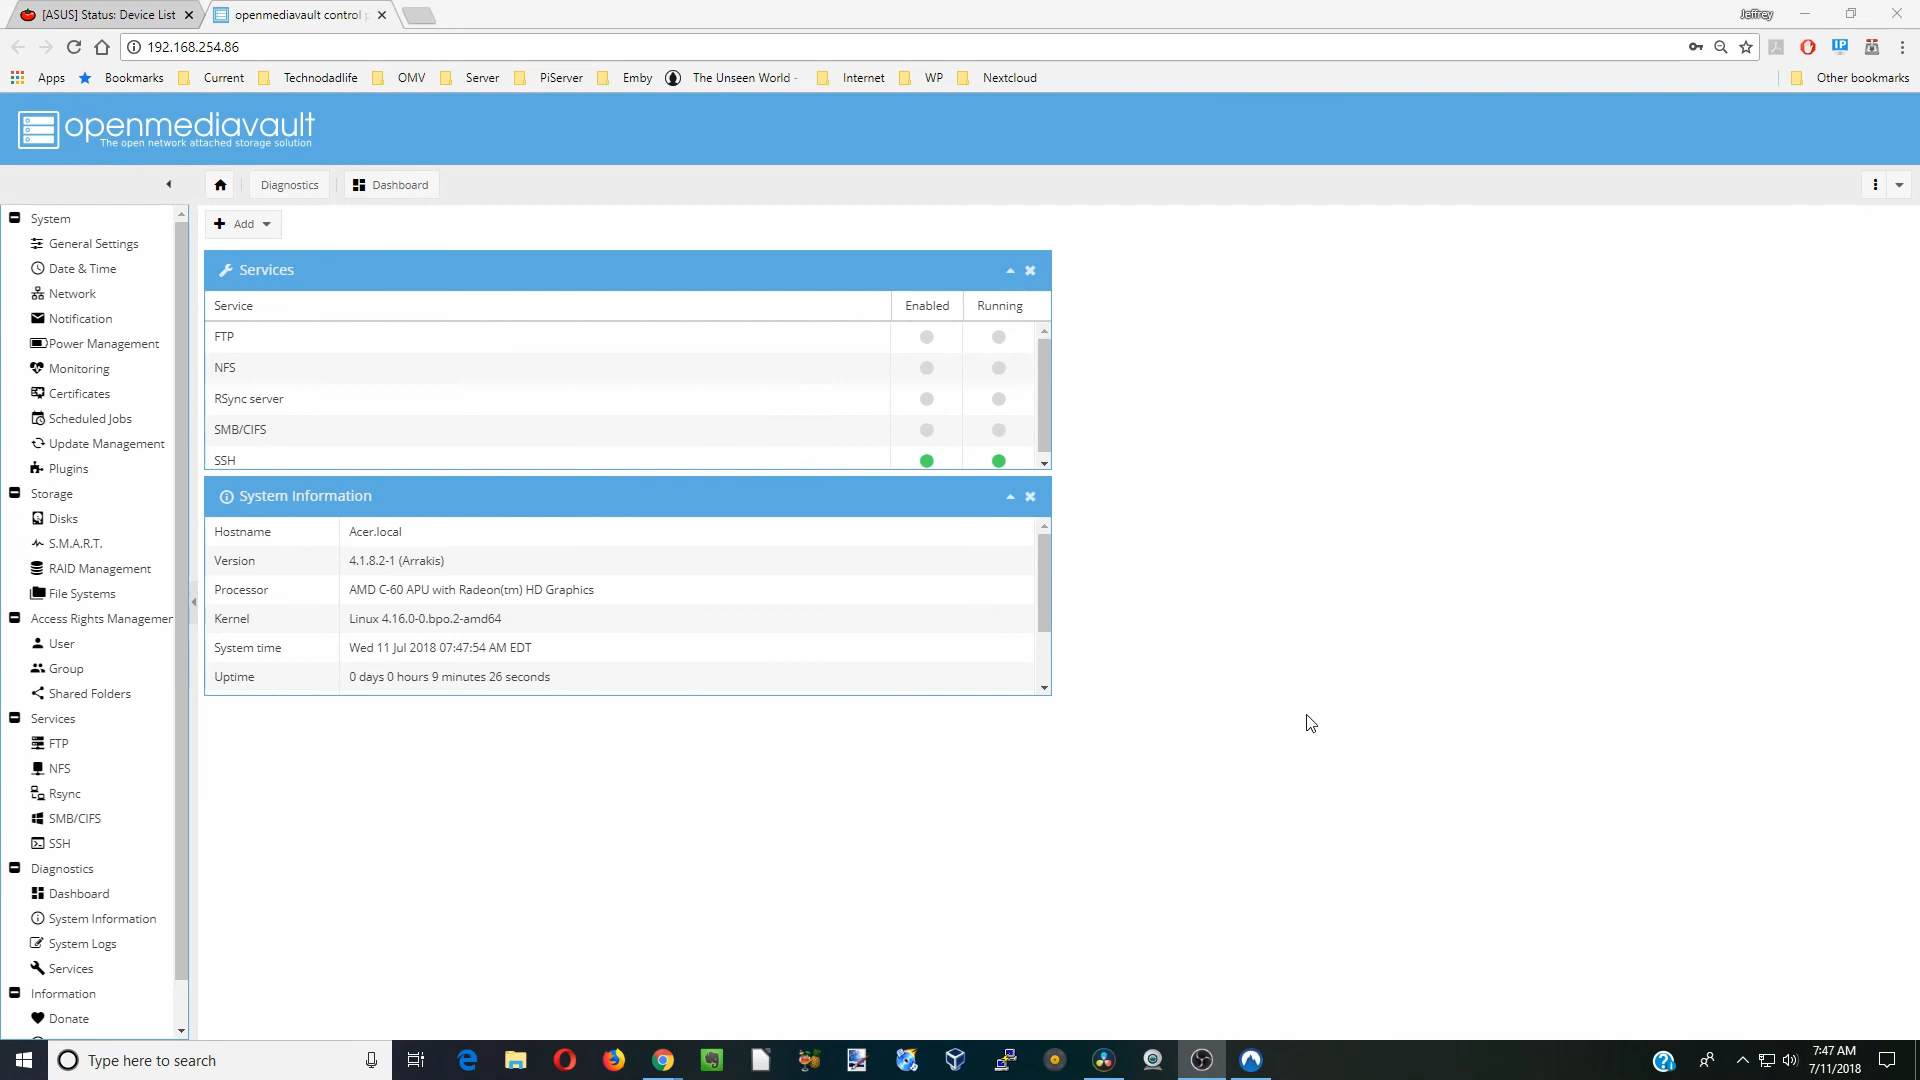 [ASUS] Status: Device List
openmediavault control p
Jeffrey
192.168.254.86
IP
Apps
Bookmarks
Current
Technodadlife
OMV
Server
PiServer
Emby
The Unseen World -
Internet
WP
Nextcloud
Other bookmarks
openmediavault
The open network attached storage solution
Diagnostics
Dashboard
Add
System
General Settings
Date & Time
Network
Notification
Power Management
Monitoring
Certificates
Scheduled Jobs
Update Management
Plugins
Storage
Disks
S.M.A.R.T.
RAID Management
File Systems
Access Rights Managemen
User
Group
Shared Folders
Services
FTP
NFS
Rsync
SMB/CIFS
SSH
Diagnostics
Dashboard
System Information
System Logs
Services
Information
Donate
Services
Service Enabled Running
FTP
NFS
RSync server
SMB/CIFS
SSH
System Information
Hostname Acer.local
Version 4.1.8.2-1 (Arrakis)
Processor AMD C-60 APU with Radeon(tm) HD Graphics
Kernel Linux 4.16.0-0.bpo.2-amd64
System time Wed 11 Jul 2018 07:47:54 AM EDT
Uptime 0 days 0 hours 9 minutes 26 seconds
Type here to search
7:47 AM
7/11/2018